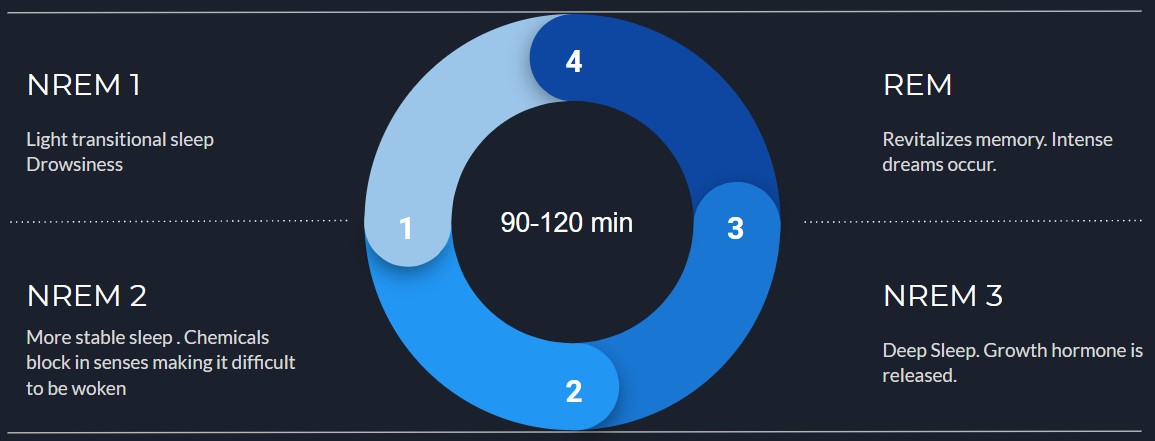 NREM 1
Light transitional sleep
Drowsiness
NREM 2
More stable sleep . Chemicals
block in senses making it difficult
to be woken
4
1
90-120 min
3
2
REM
Revitalizes memory. Intense
dreams occur.
NREM 3
Deep Sleep. Growth hormone is
released.